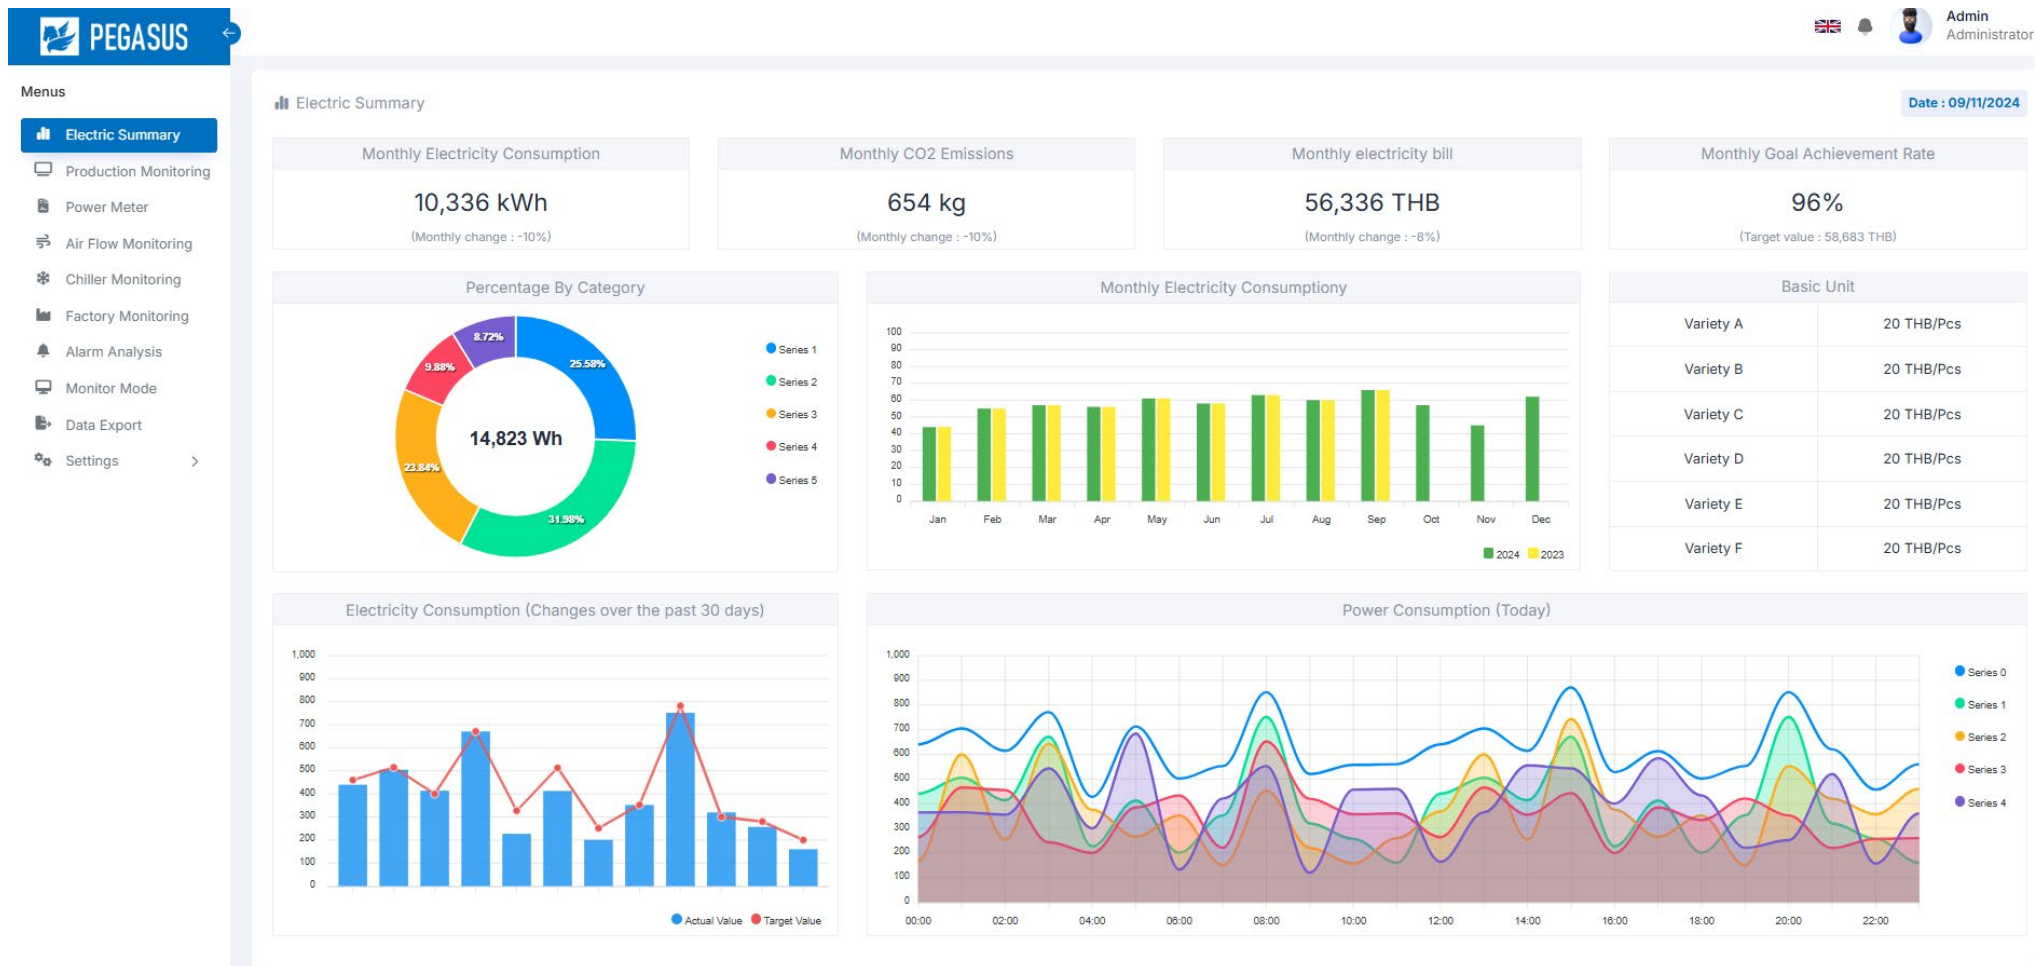 PEGASUS
Admin
Administrator
Menus
Electric Summary
Production Monitoring
Power Meter
Air Flow Monitoring
Chiller Monitoring
Factory Monitoring
Alarm Analysis
Monitor Mode
Data Export
Settings
Electric Summary
Date : 09/11/2024
Monthly Electricity Consumption
10,336 kWh
(Monthly change : -10%)
Monthly CO2 Emissions
654 kg
(Monthly change : -10%)
Monthly electricity bill
56,336 THB
(Monthly change : -8%)
Monthly Goal Achievement Rate
96%
(Target value : 58,683 THB)
Percentage By Category
8.72%
25.58%
9.88%
14,823 Wh
23.84%
31.98%
Series 1
Series 2
Series 3
Series 4
Series 5
Monthly Electricity Consumptiony
100
90
80
70
60
50
40
30
20
10
0
Jan Feb Mar Apr May Jun Jul Aug Sep Oct Nov Dec
2024 2023
Basic Unit
Variety A 20 THB/Pcs
Variety B 20 THB/Pcs
Variety C 20 THB/Pcs
Variety D 20 THB/Pcs
Variety E 20 THB/Pcs
Variety F 20 THB/Pcs
Electricity Consumption (Changes over the past 30 days)
1,000
900
800
700
600
500
400
300
200
100
0
Actual Value Target Value
Power Consumption (Today)
1,000
900
800
700
600
500
400
300
200
100
0
00:00 02:00 04:00 06:00 08:00 10:00 12:00 14:00 16:00 18:00 20:00 22:00
Series 0
Series 1
Series 2
Series 3
Series 4